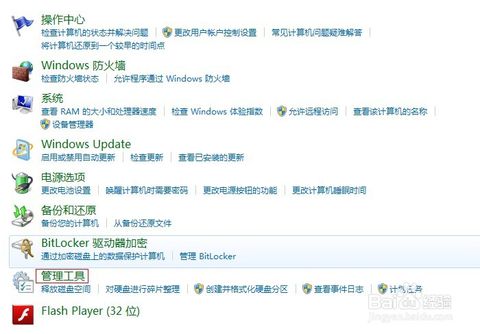 操作中心
检查计算机的状态并解决问题 更改用户帐户控制设置 常见计算机问题疑难解答
将计算机还原到一个较早的时间点
Windows 防火墙
检查防火墙状态 允许程序通过 Windows 防火墙
系统
查看 RAM 的大小和处理器速度 检查 Windows 体验指数 允许远程访问 查看该计算机的名称
设备管理器
Windows Update
启用或禁用自动更新 检查更新 查看已安装的更新
电源选项
更改电池设置 唤醒计算机时需要密码 更改电源按钮的功能 更改计算机睡眠时间
备份和还原
备份您的计算机 从备份还原文件
BitLocker 驱动器加密
通过加密磁盘上的数据保护计算机 管理 BitLocker
管理工具
释放磁盘空间 对硬盘进行碎片整理 创建并格式化硬盘分区 查看事件日志 计划任务
Flash Player (32 位)
Baidu 经验